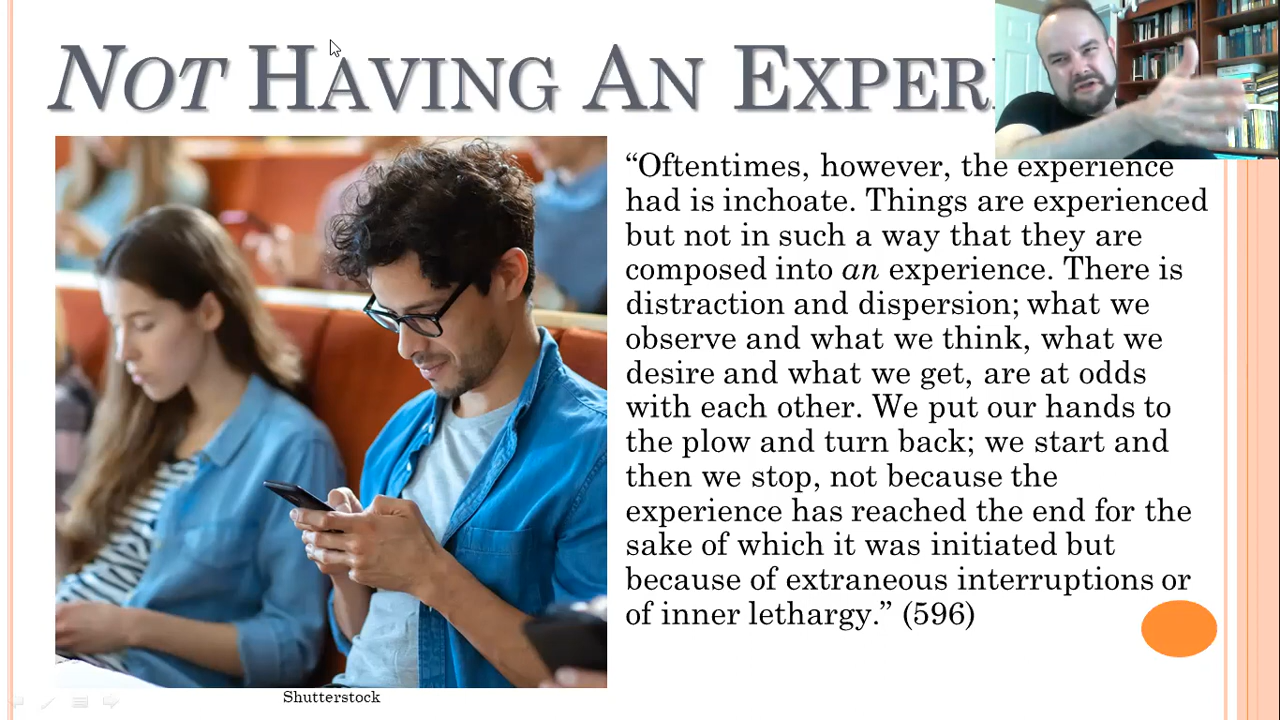 NOT HAVING AN EXPERI
“Oftentimes, however, the experience
had is inchoate. Things are experienced
but not in such a way that they are
composed into an experience. There is
distraction and dispersion; what we
observe and what we think, what we
desire and what we get, are at odds
with each other. We put our hands to
the plow and turn back; we start and
then we stop, not because the
experience has reached the end for the
sake of which it was initiated but
because of extraneous interruptions or
of inner lethargy.” (596)
Shutterstock